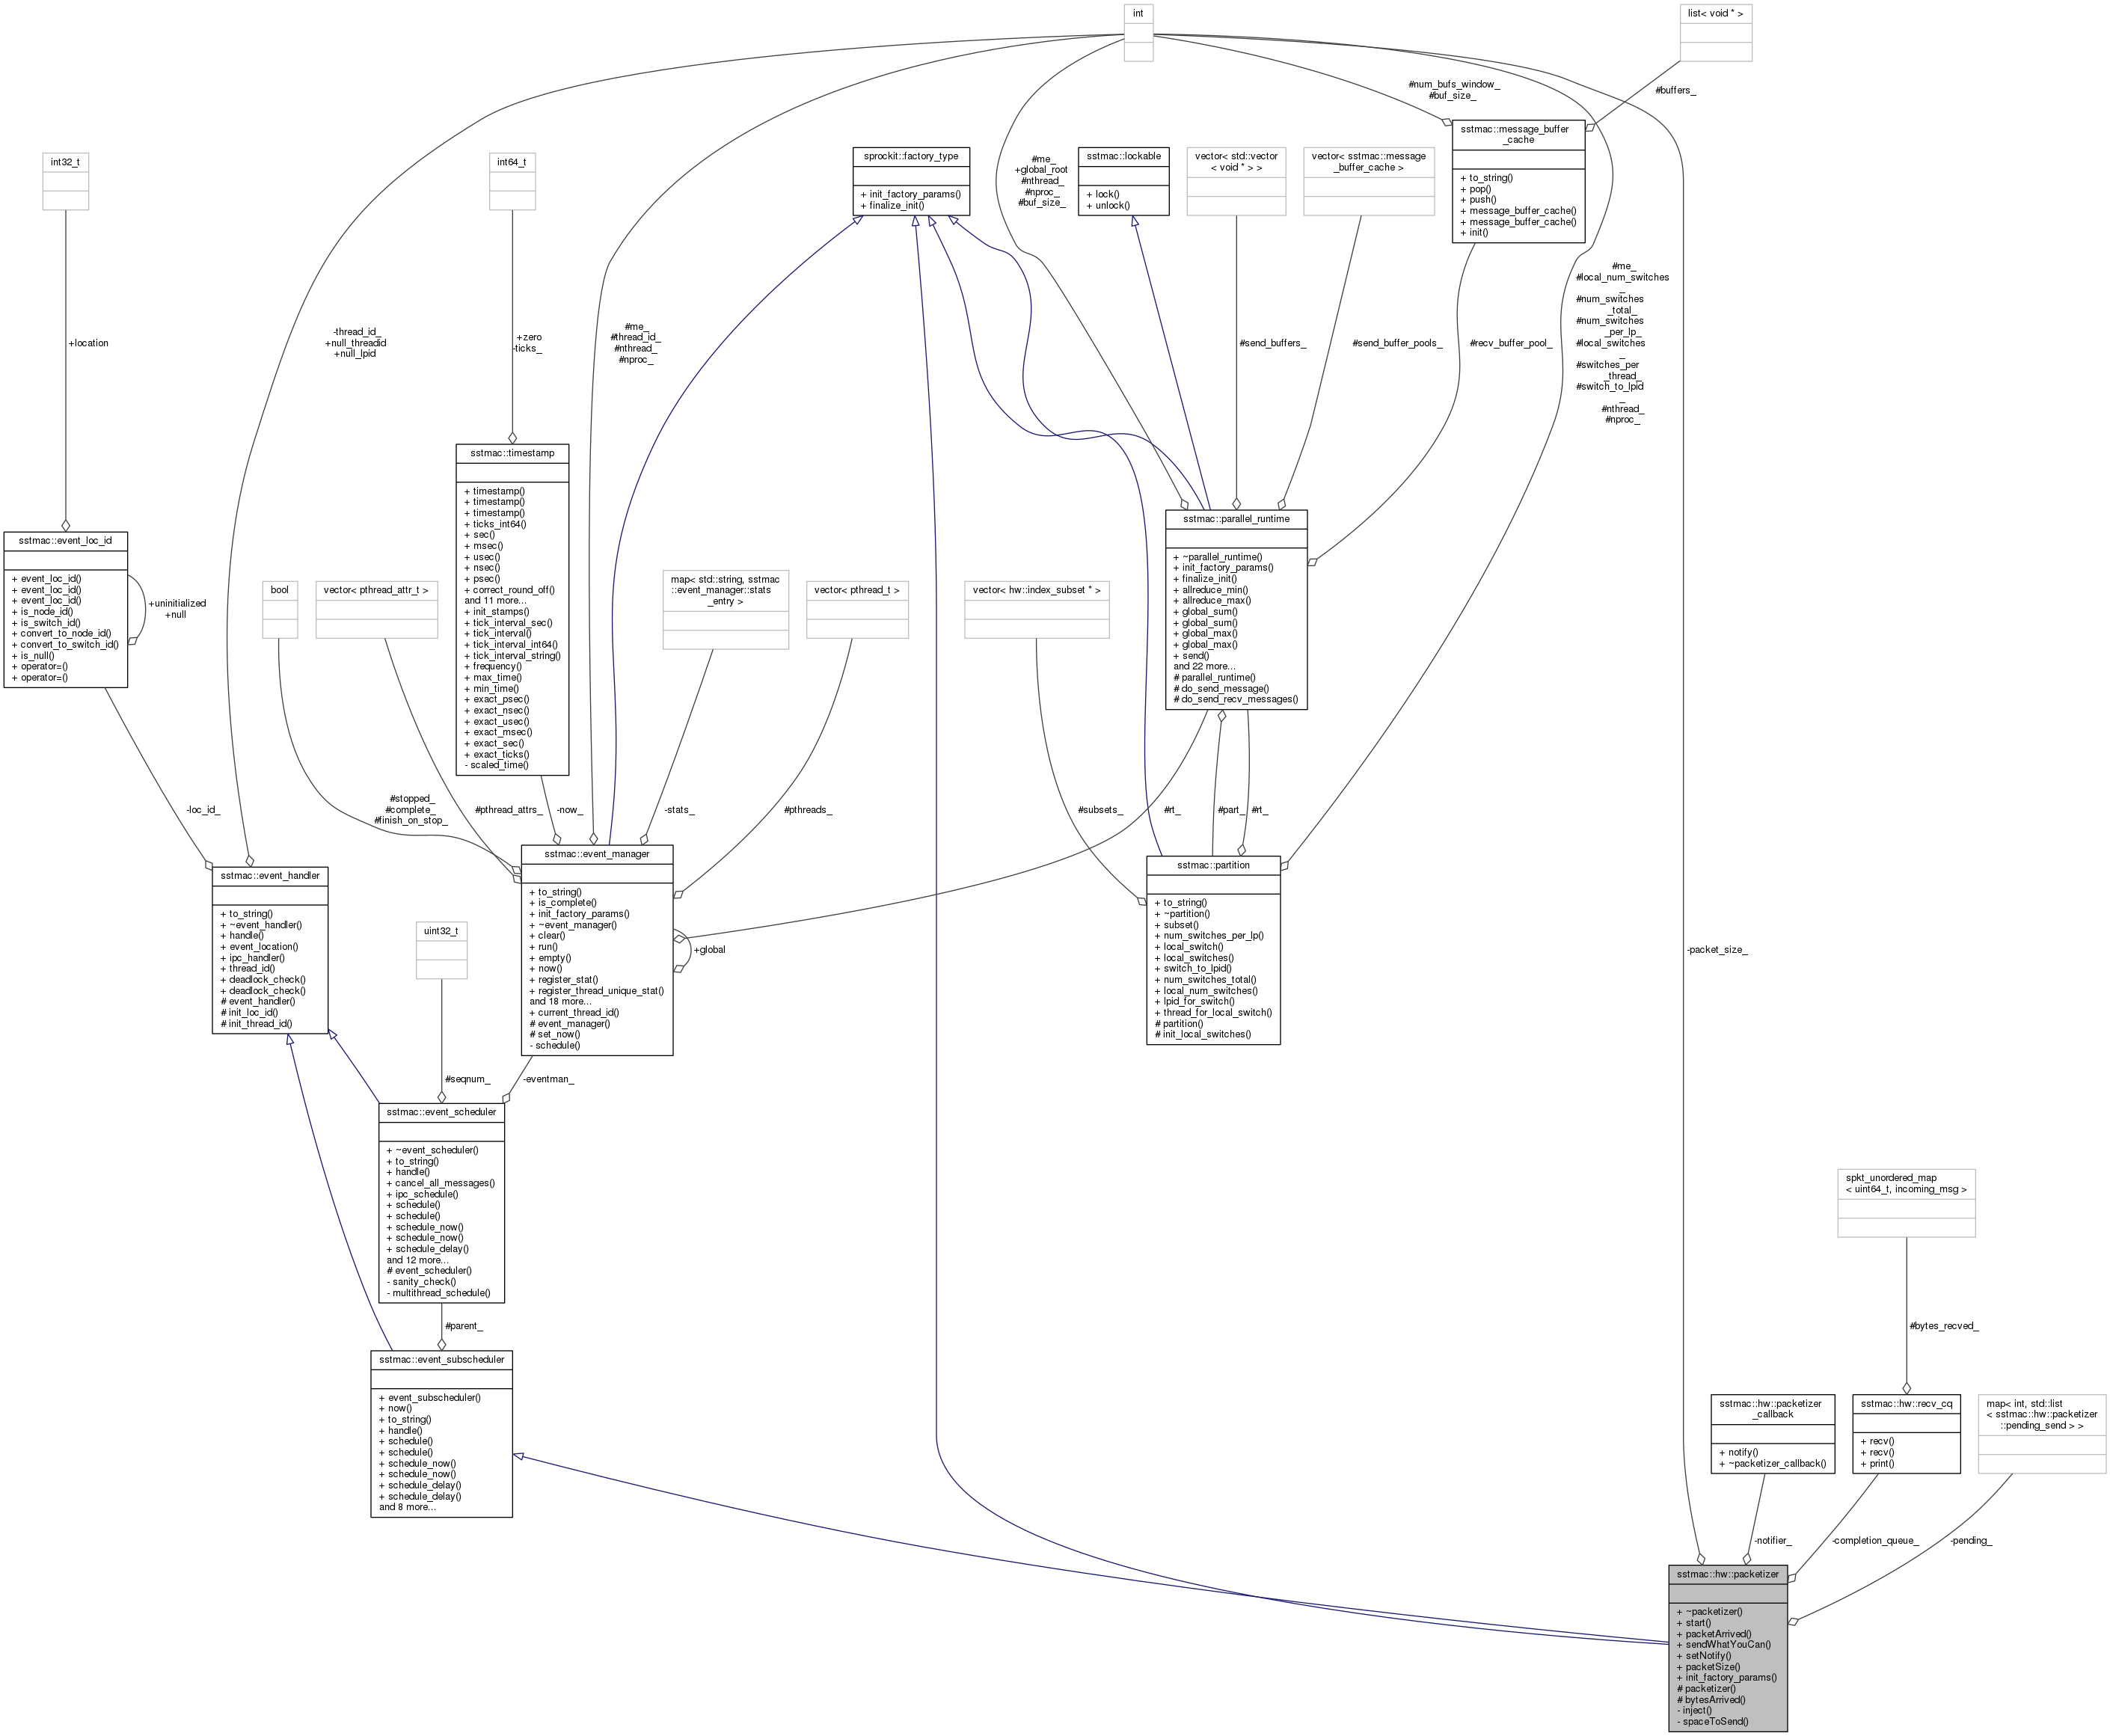 int
list< void * >
#num_bufs_window_
#buf_size_
#buffers_
sstmac::message_buffer
_cache
+ to_string()
+ pop()
+ push()
+ message_buffer_cache()
+ message_buffer_cache()
+ init()
int32_t
int64_t
sprockit::factory_type
+ init_factory_params()
+ finalize_init()
#me_
+global_root
#nthread_
#nproc_
#buf_size_
sstmac::lockable
+ lock()
+ unlock()
vector< std::vector
< void * > >
vector< sstmac::message
_buffer_cache >
+location
-thread_id_
+null_threadid
+null_lpid
+zero
-ticks_
#me_
#thread_id_
#nthread_
#nproc_
#send_buffers_
#send_buffer_pools_
#recv_buffer_pool_
#me_
#local_num_switches
_
#num_switches
_total_
#num_switches
_per_lp_
#local_switches
_
#switches_per
_thread_
#switch_to_lpid
_
#nthread_
#nproc_
sstmac::timestamp
+ timestamp()
+ timestamp()
+ timestamp()
+ ticks_int64()
+ sec()
+ msec()
+ usec()
+ nsec()
+ psec()
+ correct_round_off()
and 11 more...
+ init_stamps()
+ tick_interval_sec()
+ tick_interval()
+ tick_interval_int64()
+ tick_interval_string()
+ frequency()
+ max_time()
+ min_time()
+ exact_psec()
+ exact_nsec()
+ exact_usec()
+ exact_msec()
+ exact_sec()
+ exact_ticks()
- scaled_time()
sstmac::parallel_runtime
+ ~parallel_runtime()
+ init_factory_params()
+ finalize_init()
+ allreduce_min()
+ allreduce_max()
+ global_sum()
+ global_sum()
+ global_max()
+ global_max()
+ send()
and 22 more...
# parallel_runtime()
# do_send_message()
# do_send_recv_messages()
sstmac::event_loc_id
+ event_loc_id()
+ event_loc_id()
+ event_loc_id()
+ is_node_id()
+ is_switch_id()
+ convert_to_node_id()
+ convert_to_switch_id()
+ is_null()
+ operator=()
+ operator=()
+uninitialized
+null
bool
vector< pthread_attr_t >
map< std::string, sstmac
::event_manager::stats
_entry >
vector< pthread_t >
vector< hw::index_subset * >
-loc_id_
#stopped_
#complete_
#finish_on_stop_
#pthread_attrs_
-now_
-stats_
#pthreads_
#subsets_
#rt_
#part_
#rt_
sstmac::event_handler
+ to_string()
+ ~event_handler()
+ handle()
+ event_location()
+ ipc_handler()
+ thread_id()
+ deadlock_check()
+ deadlock_check()
# event_handler()
# init_loc_id()
# init_thread_id()
uint32_t
sstmac::event_manager
+ to_string()
+ is_complete()
+ init_factory_params()
+ ~event_manager()
+ clear()
+ run()
+ empty()
+ now()
+ register_stat()
+ register_thread_unique_stat()
and 18 more...
+ current_thread_id()
# event_manager()
# set_now()
- schedule()
+global
sstmac::partition
+ to_string()
+ ~partition()
+ subset()
+ num_switches_per_lp()
+ local_switch()
+ local_switches()
+ switch_to_lpid()
+ num_switches_total()
+ local_num_switches()
+ lpid_for_switch()
+ thread_for_local_switch()
# partition()
# init_local_switches()
-packet_size_
#seqnum_
-eventman_
sstmac::event_scheduler
+ ~event_scheduler()
+ to_string()
+ handle()
+ cancel_all_messages()
+ ipc_schedule()
+ schedule()
+ schedule()
+ schedule_now()
+ schedule_now()
+ schedule_delay()
and 12 more...
# event_scheduler()
- sanity_check()
- multithread_schedule()
spkt_unordered_map
< uint64_t, incoming_msg >
#parent_
#bytes_recved_
sstmac::event_subscheduler
+ event_subscheduler()
+ now()
+ to_string()
+ handle()
+ schedule()
+ schedule()
+ schedule_now()
+ schedule_now()
+ schedule_delay()
+ schedule_delay()
and 8 more...
sstmac::hw::packetizer
_callback
+ notify()
+ ~packetizer_callback()
sstmac::hw::recv_cq
+ recv()
+ recv()
+ print()
map< int, std::list
< sstmac::hw::packetizer
::pending_send > >
-notifier_
-completion_queue_
-pending_
sstmac::hw::packetizer
+ ~packetizer()
+ start()
+ packetArrived()
+ sendWhatYouCan()
+ setNotify()
+ packetSize()
+ init_factory_params()
# packetizer()
# bytesArrived()
- inject()
- spaceToSend()